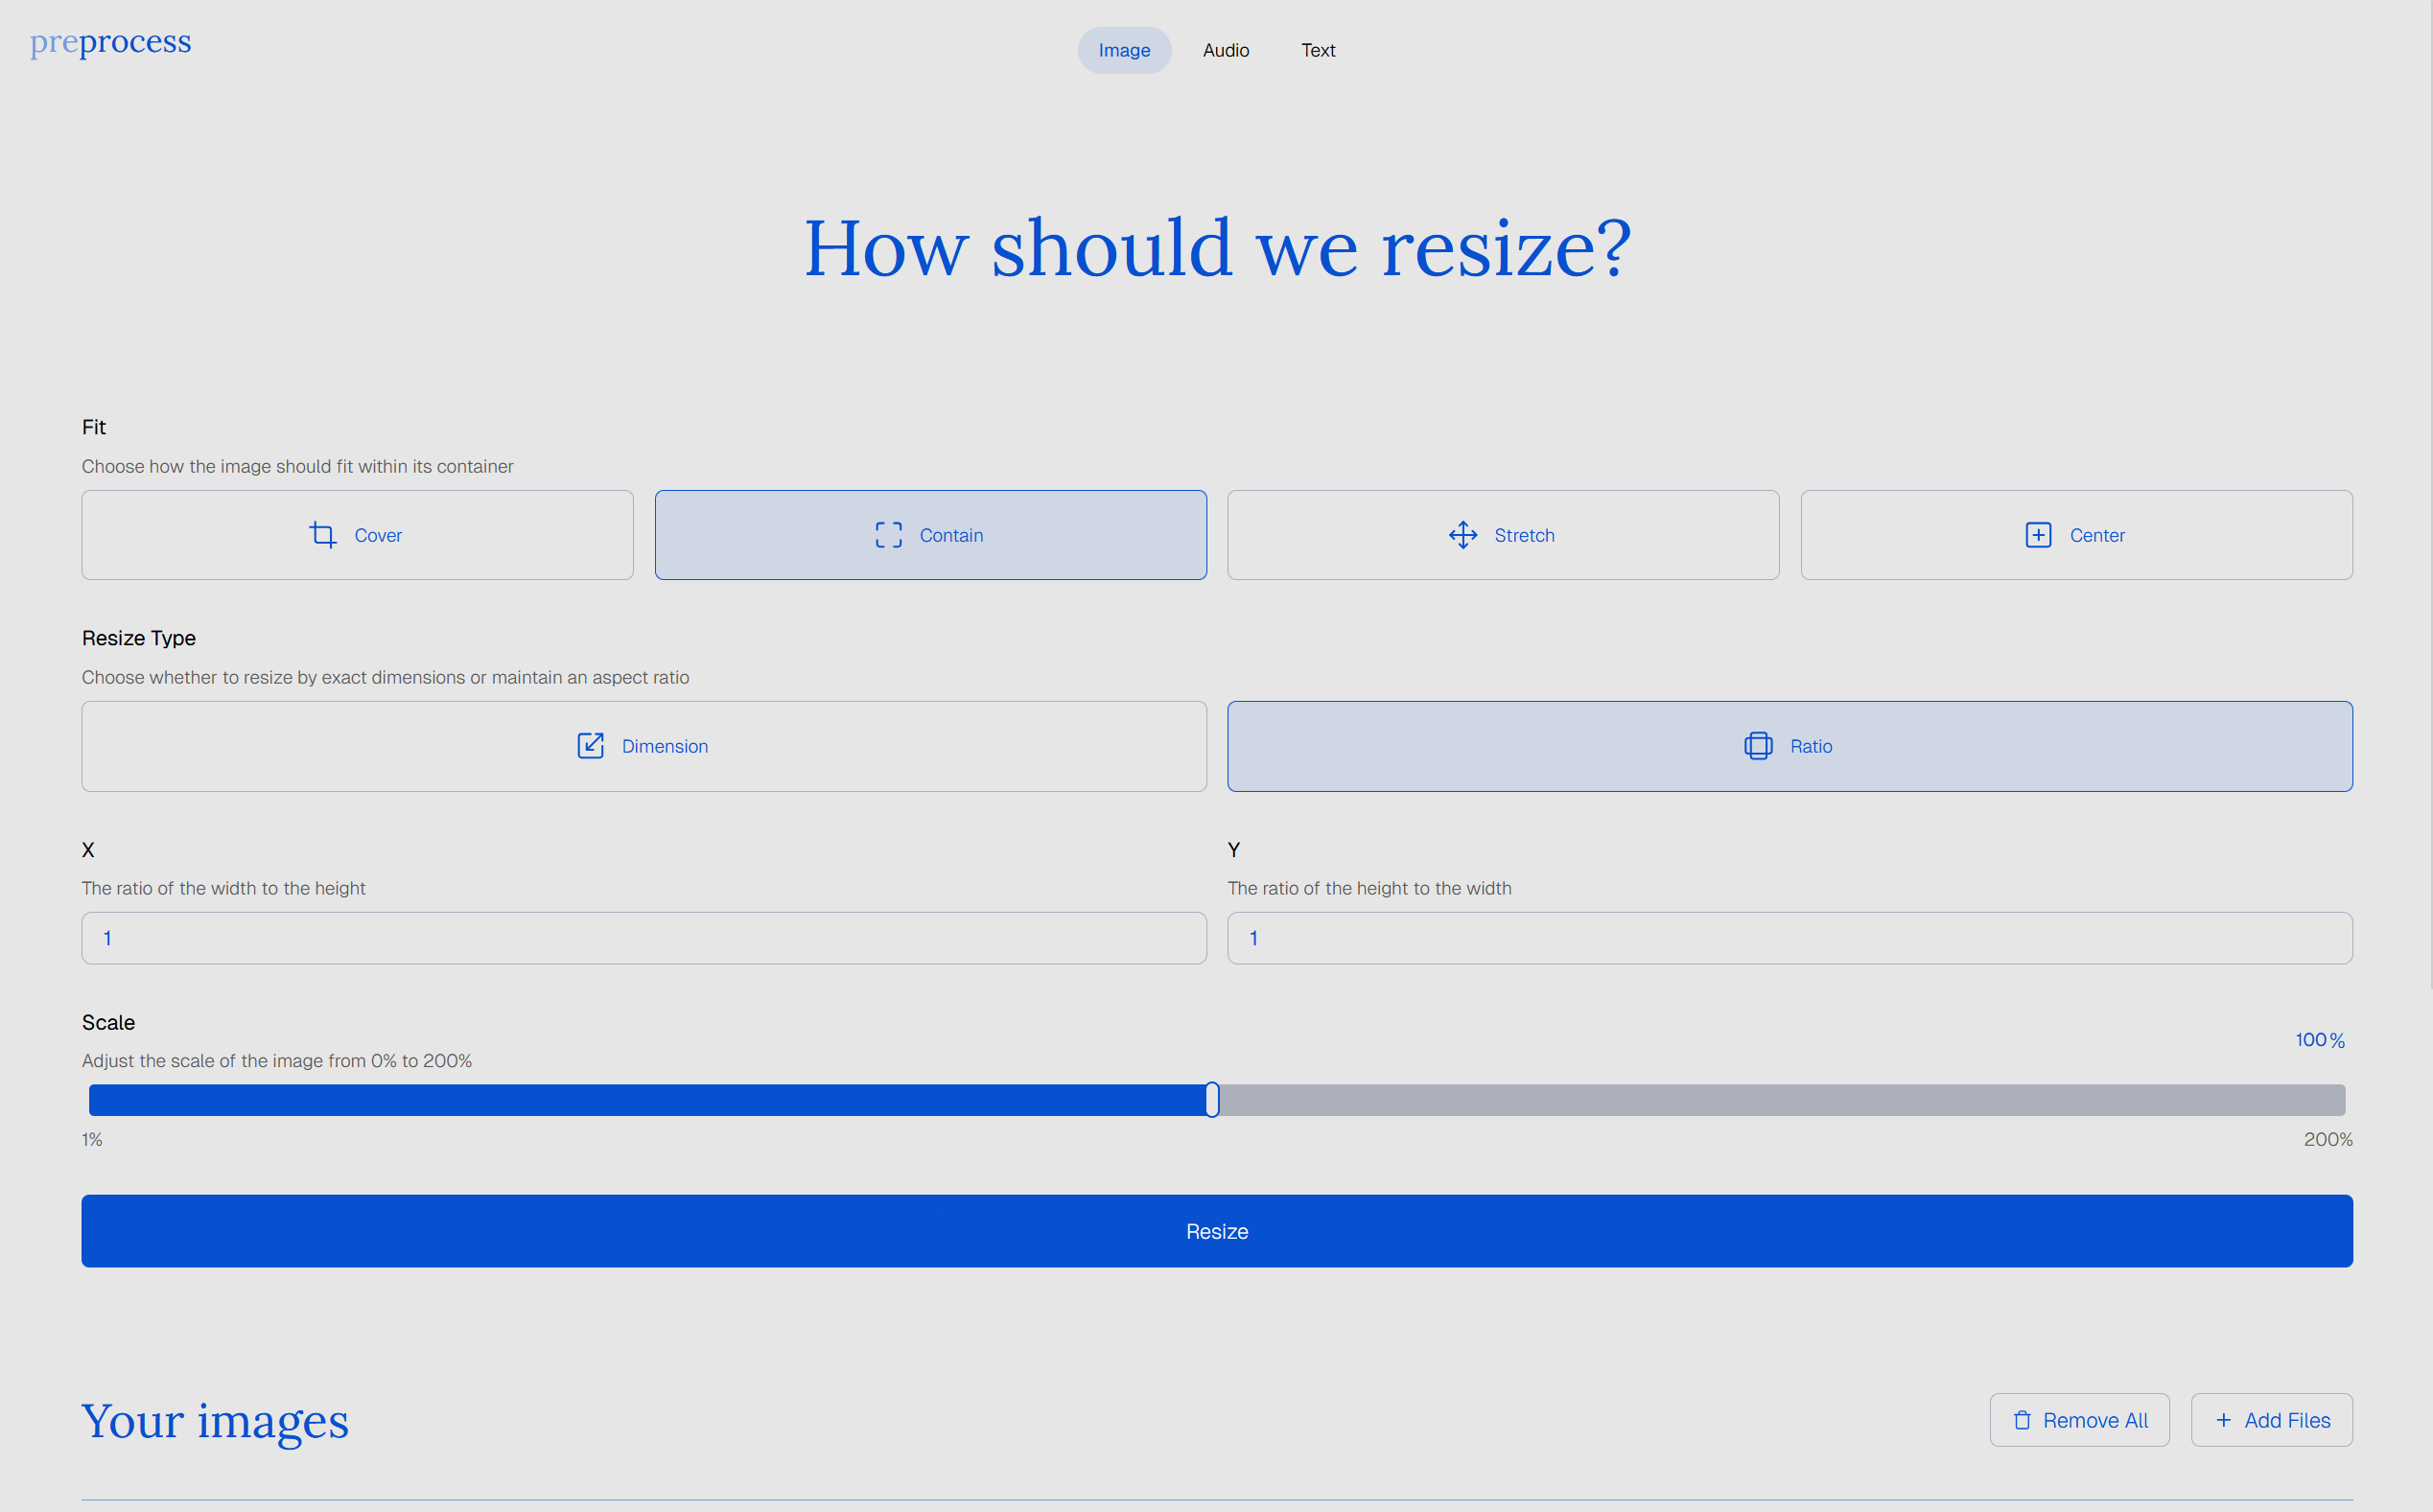 preprocess
Image Audio Text
How should we resize?
Fit
Choose how the image should fit within its container
Cover Contain Stretch Center
Resize Type
Choose whether to resize by exact dimensions or maintain an aspect ratio
Dimension Ratio
X Y
The ratio of the width to the height The ratio of the height to the width
1 1
Scale
100%
Adjust the scale of the image from 0% to 200%
1% 200%
Resize
Your images Remove All Add Files